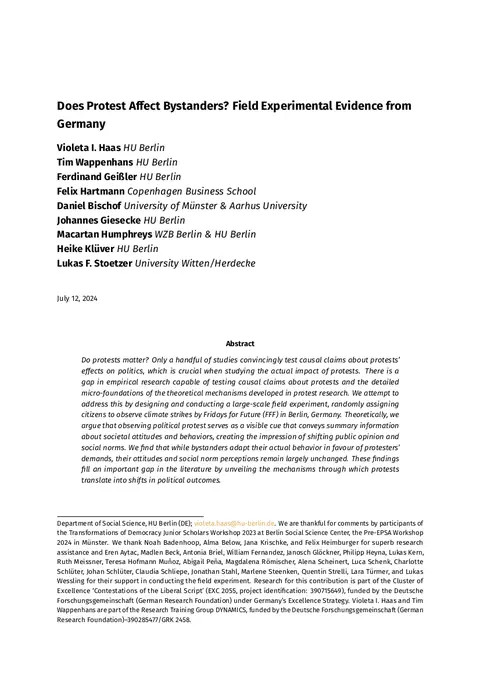 Does Protest Affect Bystanders? Field Experimental Evidence from
Germany
Violeta I. Haas HU Berlin
Tim Wappenhans HU Berlin
Ferdinand Geißler HU Berlin
Felix Hartmann Copenhagen Business School
Daniel Bischof University of Münster & Aarhus University
Johannes Giesecke HU Berlin
Macartan Humphreys WZB Berlin & HU Berlin
Heike Klüver HU Berlin
Lukas F. Stoetzer University Witten/Herdecke
July 12, 2024
Abstract
Do protests matter? Only a handful of studies convincingly test causal claims about protests'
effects on politics, which is crucial when studying the actual impact of protests. There is a
gap in empirical research capable of testing causal claims about protests and the detailed
micro-foundations of the theoretical mechanisms developed in protest research. We attempt to
address this by designing and conducting a large-scale field experiment, randomly assigning
citizens to observe climate strikes by Fridays for Future (FFF) in Berlin, Germany. Theoretically, we
argue that observing political protest serves as a visible cue that conveys summary information
about societal attitudes and behaviors, creating the impression of shifting public opinion and
social norms. We find that while bystanders adapt their actual behavior in favour of protesters'
demands, their attitudes and social norm perceptions remain largely unchanged. These findings
fill an important gap in the literature by unveiling the mechanisms through which protests
translate into shifts in political outcomes.
Department of Social Science, HU Berlin (DE); violeta.haas@hu-berlin.de. We are thankful for comments by participants of
the Transformations of Democracy Junior Scholars Workshop 2023 at Berlin Social Science Center, the Pre-EPSA Workshop
2024 in Münster. We thank Noah Badenhoop, Alma Below, Jana Krischke, and Felix Heimburger for superb research
assistance and Eren Aytac, Madlen Beck, Antonia Briel, William Fernandez, Janosch Glöckner, Philipp Heyna, Lukas Kern,
Ruth Meissner, Teresa Hofmann Muñoz, Abigail Peña, Magdalena Römischer, Alena Scheinert, Luca Schenk, Charlotte
Schlüter, Johan Schlüter, Claudia Schliepe, Jonathan Stahl, Marlene Steenken, Quentin Strelli, Lara Türner, and Lukas
Wessling for their support in conducting the field experiment. Research for this contribution is part of the Cluster of
Excellence 'Contestations of the Liberal Script' (EXC 2055, project identification: 390715649), funded by the Deutsche
Forschungsgemeinschaft (German Research Foundation) under Germany's Excellence Strategy. Violeta I. Haas and Tim
Wappenhans are part of the Research Training Group DYNAMICS, funded by the Deutsche Forschungsgemeinschaft (German
Research Foundation)–390285477/GRK 2458.